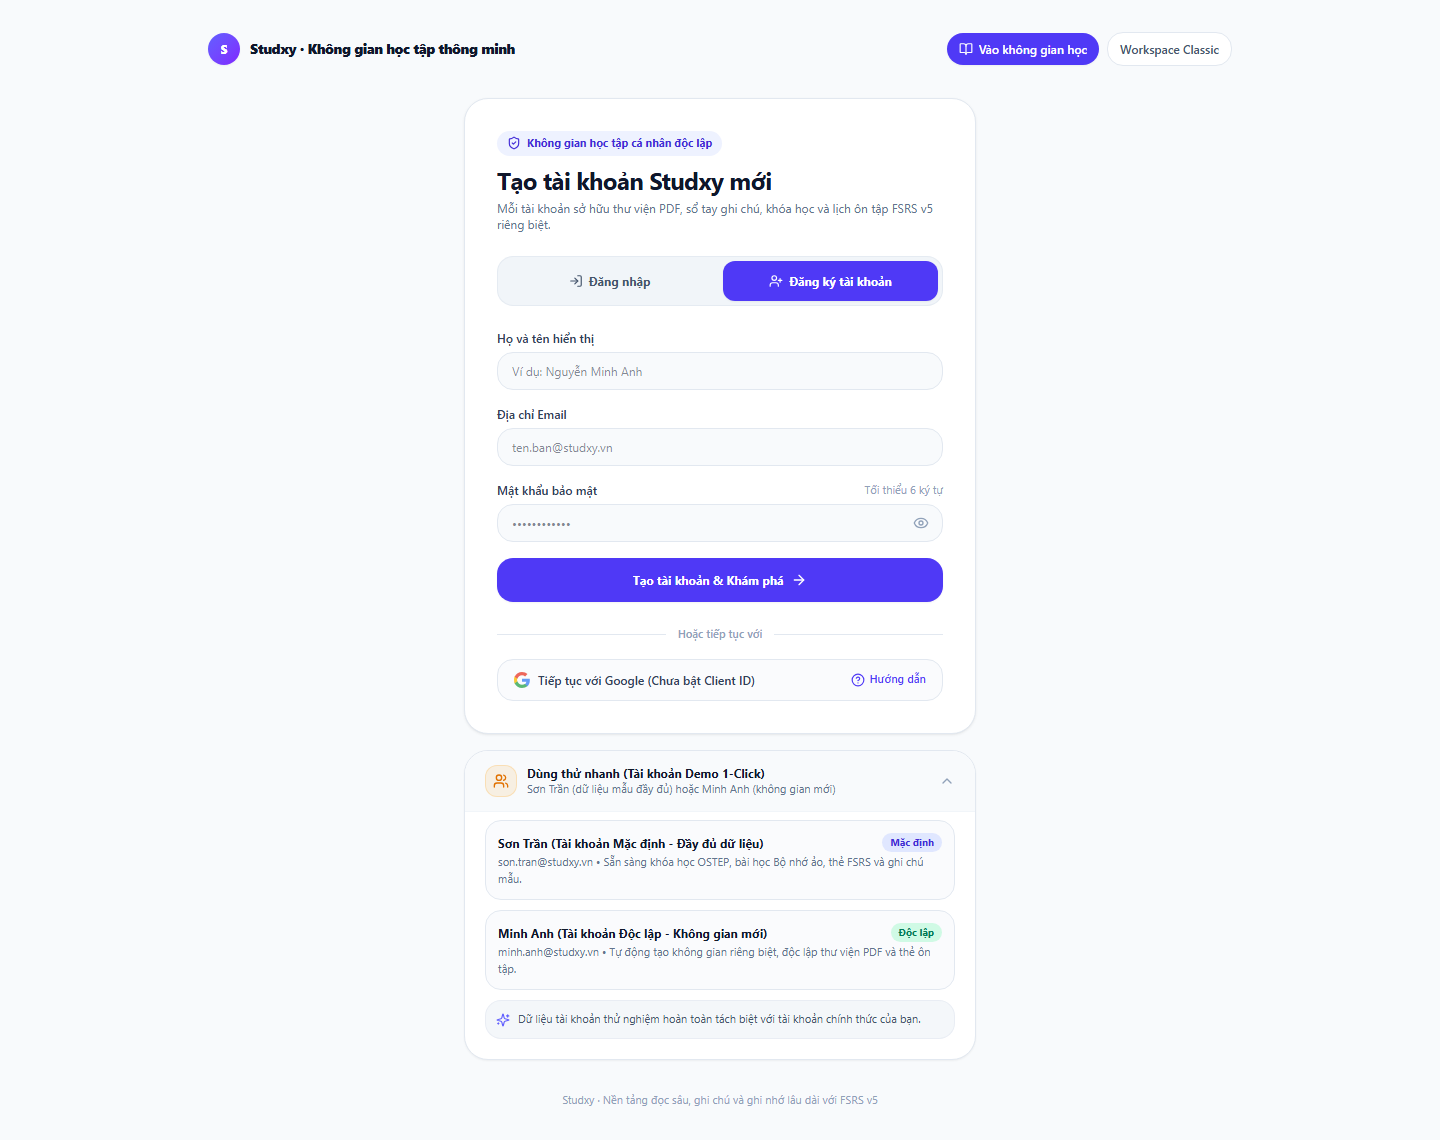 S
Studxy · Không gian học tập thông minh
Vào không gian học
Workspace Classic
Không gian học tập cá nhân độc lập
Tạo tài khoản Studxy mới
Mỗi tài khoản sở hữu thư viện PDF, sổ tay ghi chú, khóa học và lịch ôn tập FSRS v5
riêng biệt.
Đăng nhập
Đăng ký tài khoản
Họ và tên hiển thị
Ví dụ: Nguyễn Minh Anh
Địa chỉ Email
ten.ban@studxy.vn
Mật khẩu bảo mật
Tối thiểu 6 ký tự
••••••••••••
Tạo tài khoản & Khám phá
Hoặc tiếp tục với
Tiếp tục với Google (Chưa bật Client ID)
Hướng dẫn
Dùng thử nhanh (Tài khoản Demo 1-Click)
Sơn Trần (dữ liệu mẫu đầy đủ) hoặc Minh Anh (không gian mới)
Sơn Trần (Tài khoản Mặc định - Đầy đủ dữ liệu)
Mặc định
son.tran@studxy.vn • Sẵn sàng khóa học OSTEP, bài học Bộ nhớ ảo, thẻ FSRS và ghi chú
mẫu.
Minh Anh (Tài khoản Độc lập - Không gian mới)
Độc lập
minh.anh@studxy.vn • Tự động tạo không gian riêng biệt, độc lập thư viện PDF và thẻ ôn
tập.
Dữ liệu tài khoản thử nghiệm hoàn toàn tách biệt với tài khoản chính thức của bạn.
Studxy · Nền tảng đọc sâu, ghi chú và ghi nhớ lâu dài với FSRS v5